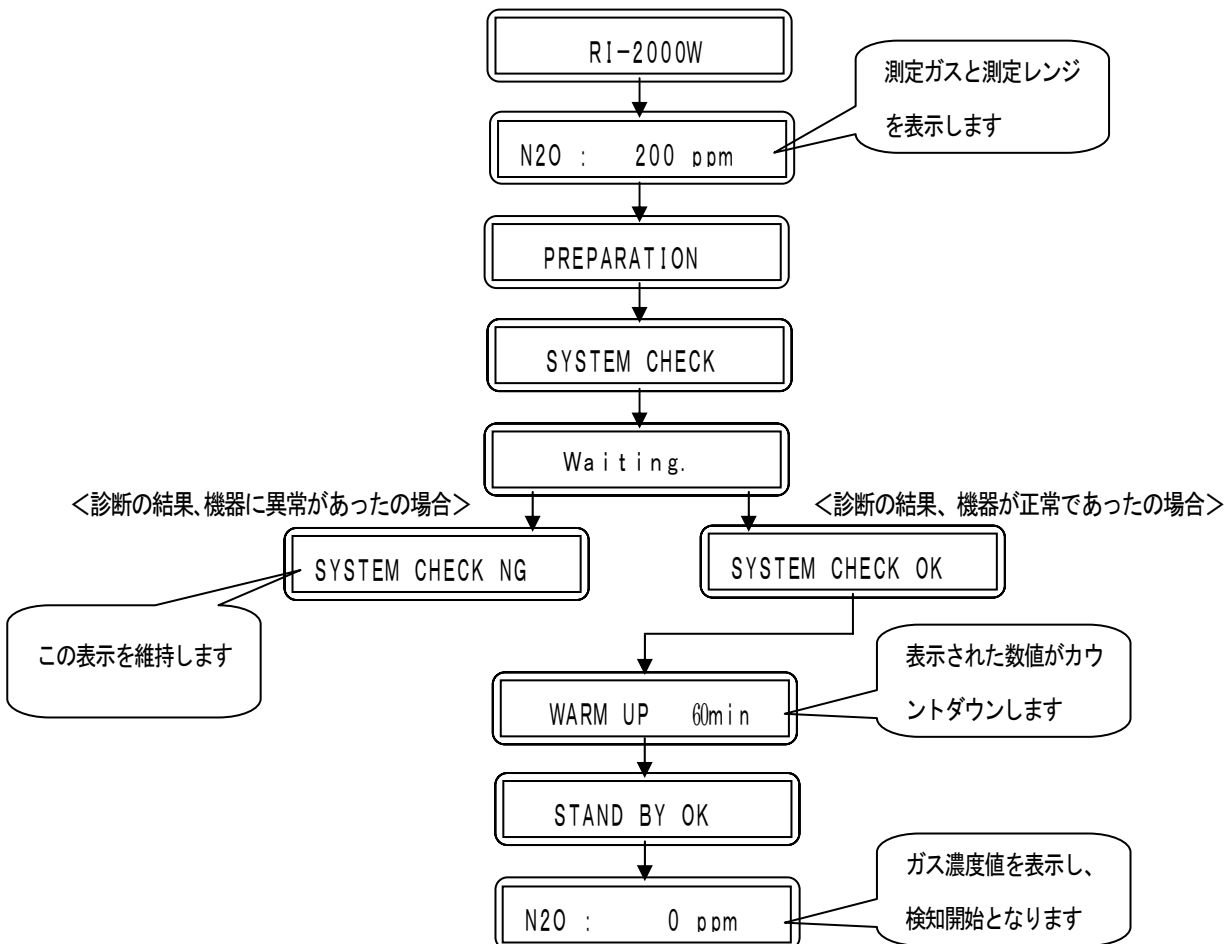 RI-2000W
測定ガスと測定レンジ
を表示します
N2O :　200 ppm
PREPARATION
SYSTEM CHECK
Waiting.
<診断の結果、機器に異常があったの場合>
<診断の結果、機器が正常であったの場合>
SYSTEM CHECK NG
SYSTEM CHECK OK
この表示を維持します
表示された数値がカウ
ントダウンします
WARM UP　60min
STAND BY OK
ガス濃度値を表示し、
検知開始となります
N2O :　0 ppm